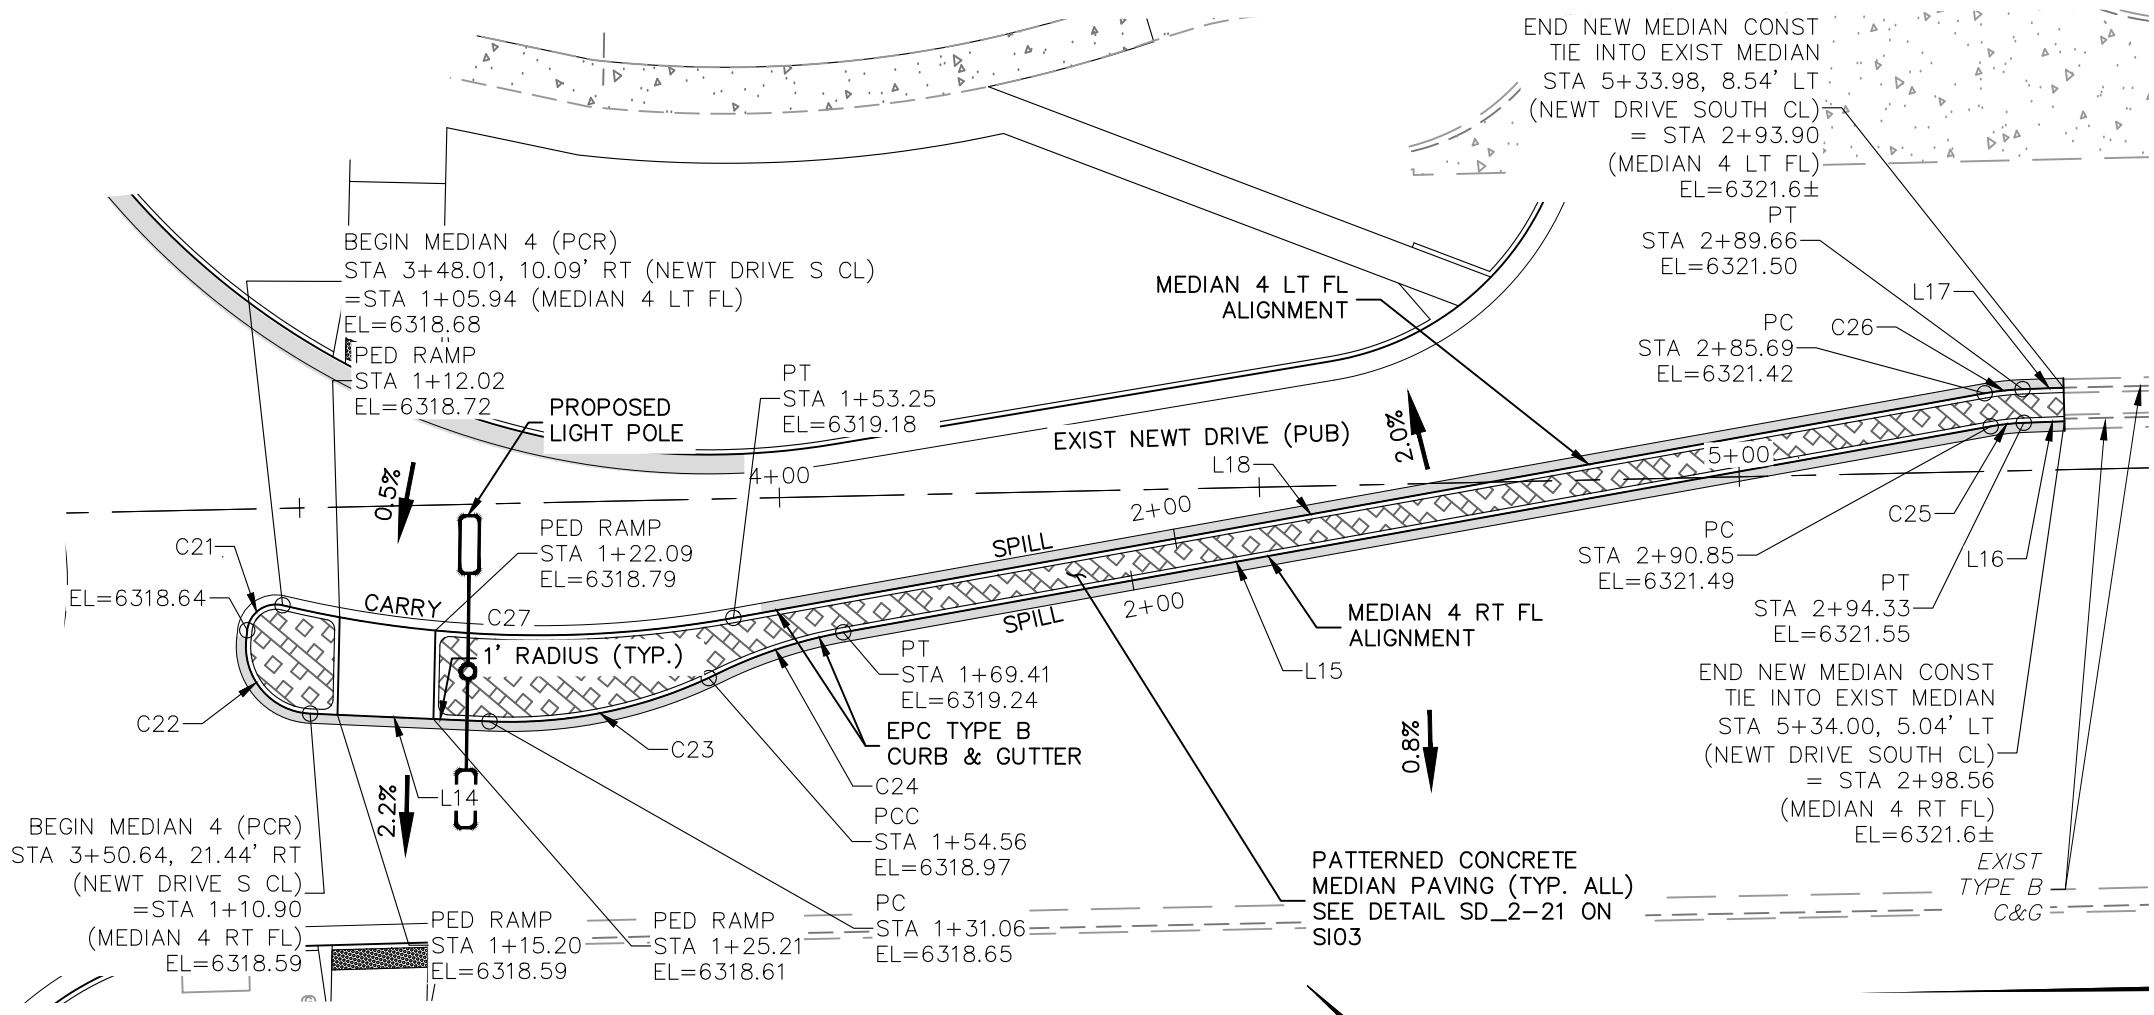 END NEW MEDIAN CONST
TIE INTO EXIST MEDIAN
STA 5+33.98, 8.54' LT
(NEWT DRIVE SOUTH CL)
= STA 2+93.90
(MEDIAN 4 LT FL)
EL=6321.6±
PT
STA 2+89.66
EL=6321.50
BEGIN MEDIAN 4 (PCR)
STA 3+48.01, 10.09' RT (NEWT DRIVE S CL)
=STA 1+05.94 (MEDIAN 4 LT FL)
EL=6318.68
PED RAMP
STA 1+12.02
EL=6318.72
MEDIAN 4 LT FL
ALIGNMENT
L17
PC
STA 2+85.69
EL=6321.42
C26
PT
STA 1+53.25
EL=6319.18
PROPOSED
LIGHT POLE
EXIST NEWT DRIVE (PUB)
2.0%
0.5%
4+00
5+00
L18
2+00
PED RAMP
STA 1+22.09
EL=6318.79
SPILL
C25
PC
STA 2+90.85
EL=6321.49
L16
C21
EL=6318.64
CARRY
C27
SPILL
2+00
MEDIAN 4 RT FL
ALIGNMENT
PT
STA 2+94.33
EL=6321.55
1' RADIUS (TYP.)
PT
STA 1+69.41
EL=6319.24
L15
END NEW MEDIAN CONST
TIE INTO EXIST MEDIAN
STA 5+34.00, 5.04' LT
(NEWT DRIVE SOUTH CL)
= STA 2+98.56
(MEDIAN 4 RT FL)
EL=6321.6±
C22
C23
EPC TYPE B
CURB & GUTTER
0.8%
C24
L14
2.2%
PCC
STA 1+54.56
EL=6318.97
BEGIN MEDIAN 4 (PCR)
STA 3+50.64, 21.44' RT
(NEWT DRIVE S CL)
=STA 1+10.90
(MEDIAN 4 RT FL)
EL=6318.59
PED RAMP
STA 1+15.20
EL=6318.59
PED RAMP
STA 1+25.21
EL=6318.61
PC
STA 1+31.06
EL=6318.65
PATTERNED CONCRETE
MEDIAN PAVING (TYP. ALL)
SEE DETAIL SD_2-21 ON
SI03
EXIST
TYPE B
C&G